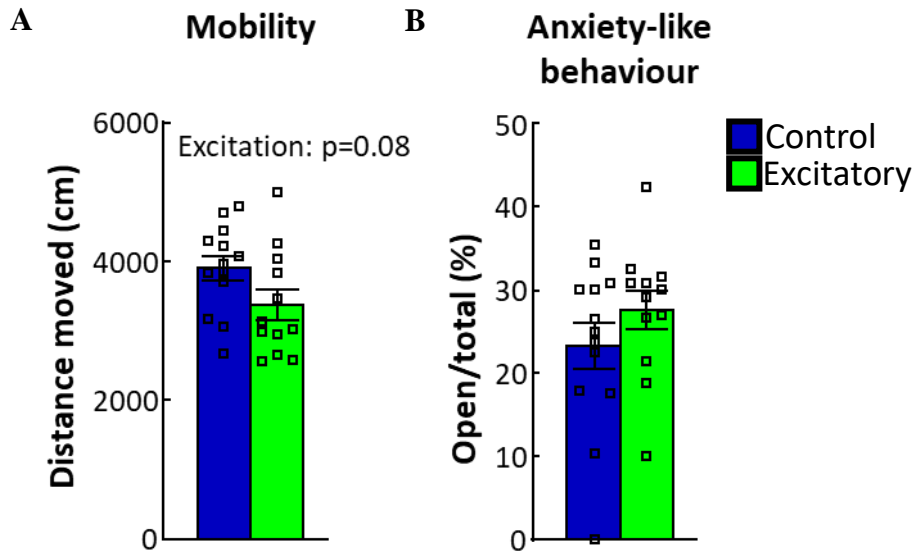 A
Mobility
Distance moved (cm)
6000
4000
2000
0
Excitation: p=0.08
B
Anxiety-like
behaviour
Open/total (%)
50
40
30
20
10
0
Control
Excitatory